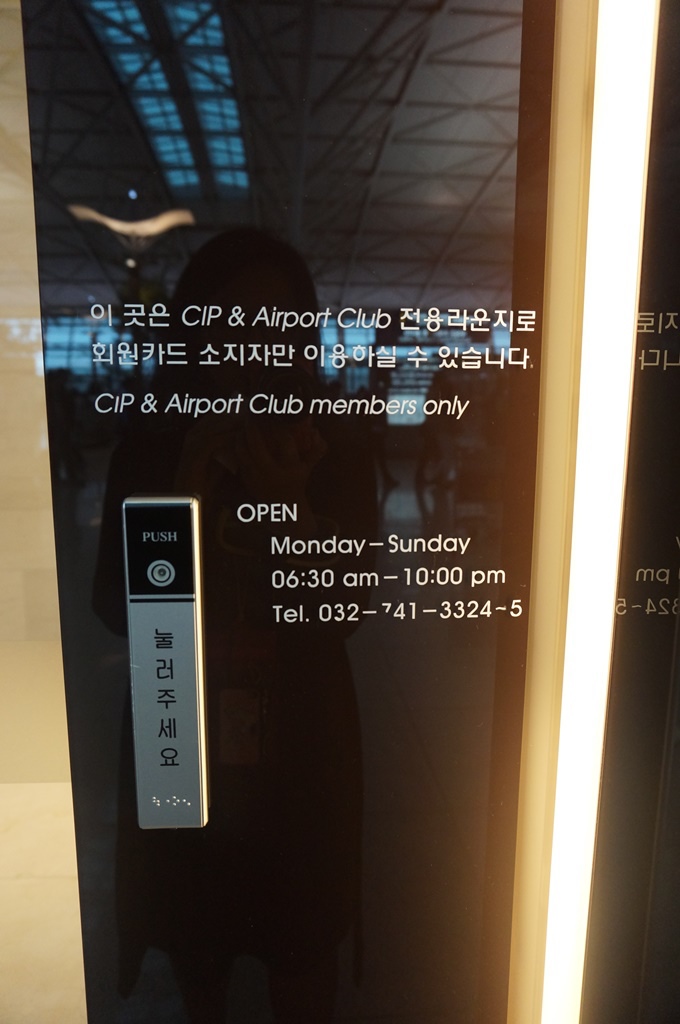 이 곳은 CIP & Airport Club 전용라운지로
회원카드 소지자만 이용하실 수 있습니다.
CIP & Airport Club members only
OPEN
Monday–Sunday
06:30 am–10:00 pm
Tel. 032–741–3324~5
PUSH
눌러주세요